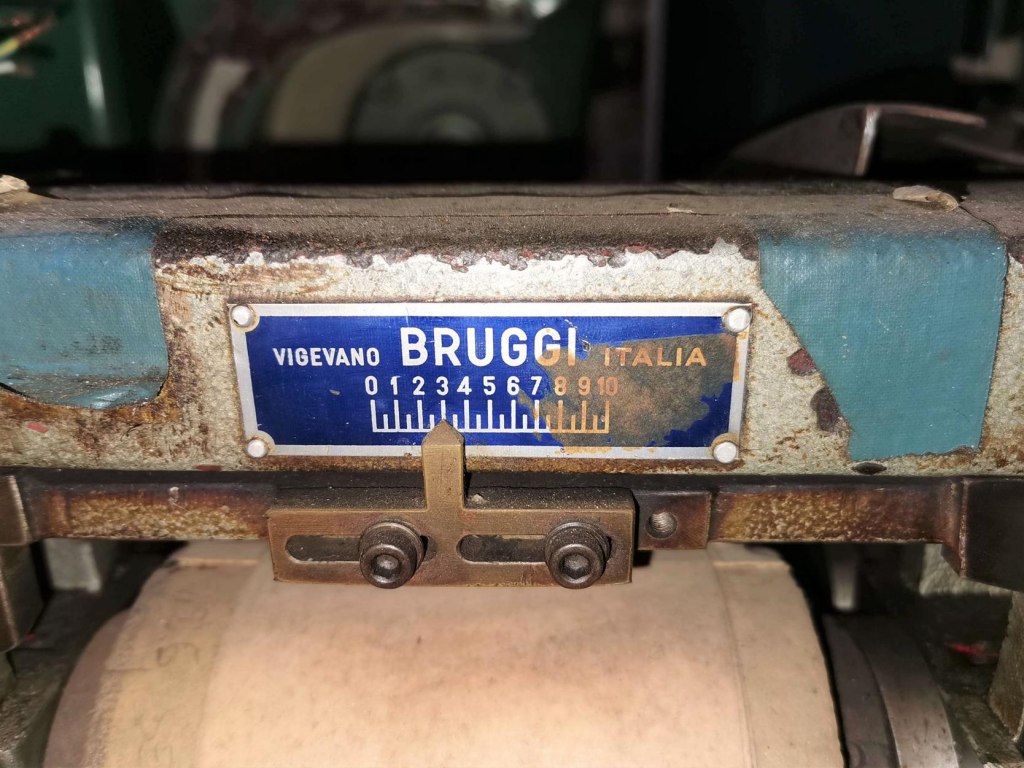 VIGEVANO BRUGGI ITALIA
0 1 2 3 4 5 6 7 8 9 10